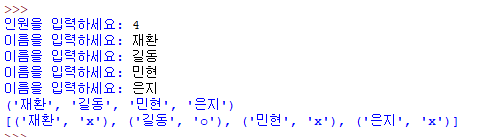 >>>
인원을 입력하세요: 4
이름을 입력하세요: 재환
이름을 입력하세요: 길동
이름을 입력하세요: 민현
이름을 입력하세요: 은지
('재환', '길동', '민현', '은지')
[('재환', 'x'), ('길동', 'o'), ('민현', 'x'), ('은지', 'x')]
>>>